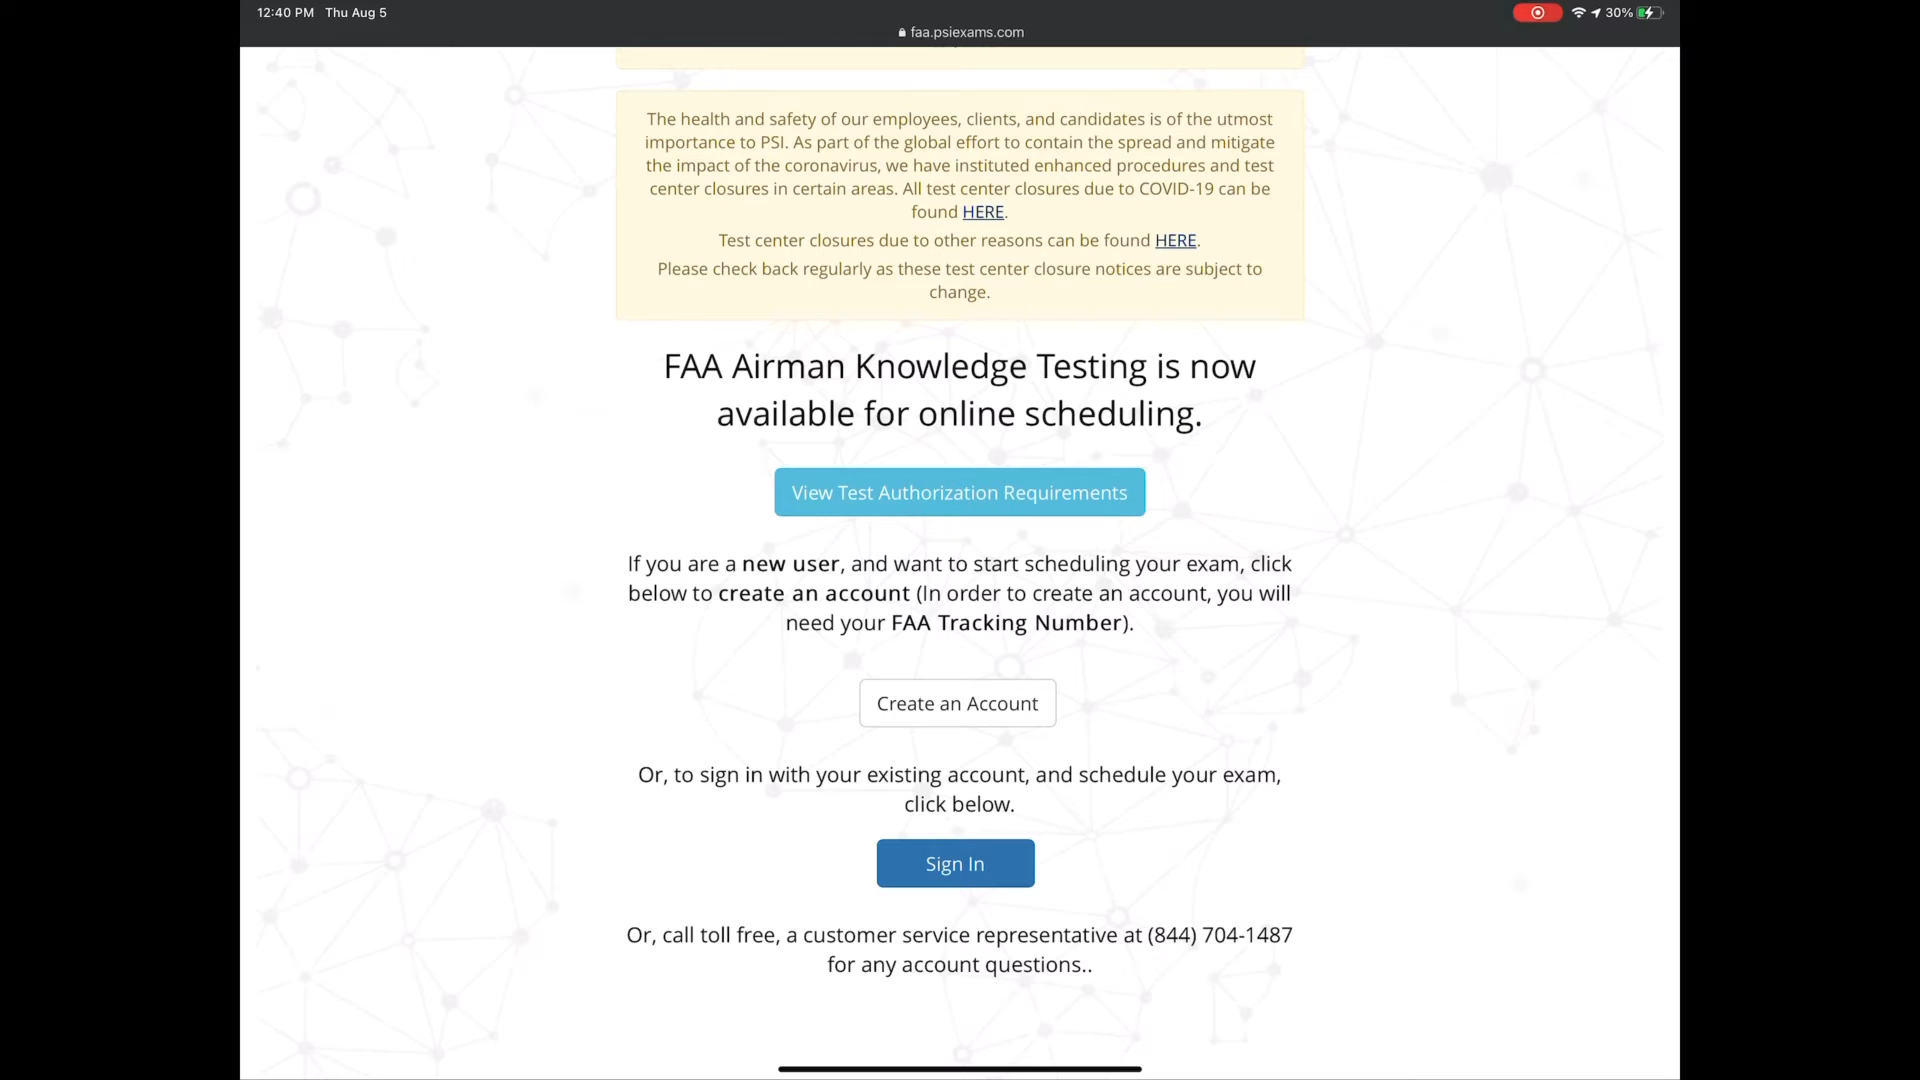 12:40 PM Thu Aug 5
30%
faa.psiexams.com
The health and safety of our employees, clients, and candidates is of the utmost
importance to PSI. As part of the global effort to contain the spread and mitigate
the impact of the coronavirus, we have instituted enhanced procedures and test
center closures in certain areas. All test center closures due to COVID-19 can be
found HERE.
Test center closures due to other reasons can be found HERE.
Please check back regularly as these test center closure notices are subject to
change.
FAA Airman Knowledge Testing is now
available for online scheduling.
View Test Authorization Requirements
If you are a new user, and want to start scheduling your exam, click
below to create an account (In order to create an account, you will
need your FAA Tracking Number).
Create an Account
Or, to sign in with your existing account, and schedule your exam,
click below.
Sign In
Or, call toll free, a customer service representative at (844) 704-1487
for any account questions..